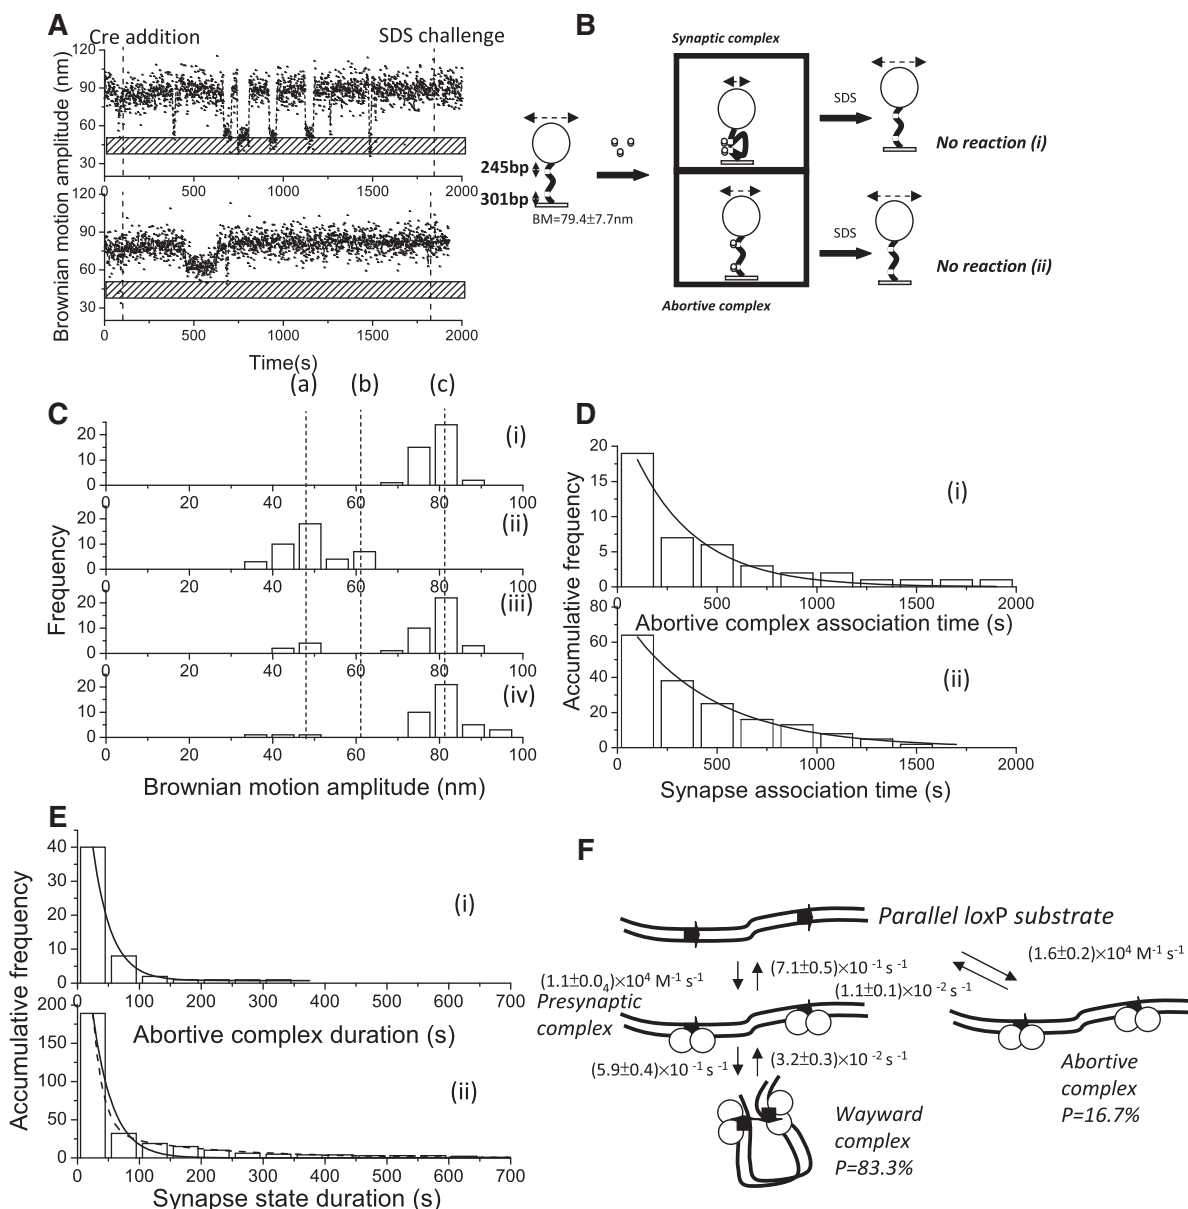 A
Cre addition
SDS challenge
Brownian motion amplitude (nm)
120
90
60
30
0 500 1000 1500 2000
120
90
60
30
0 500 1000 1500 2000
Time(s)
B
Synaptic complex
245bp
301bp
BM=79.4±7.7nm
SDS
No reaction (i)
SDS
No reaction (ii)
Abortive complex
C
(a) (b) (c)
Frequency
20
10
0
(i)
0 20 40 60 80 100
20
10
0
(ii)
0 20 40 60 80 100
20
10
0
(iii)
0 20 40 60 80 100
20
10
0
(iv)
0 20 40 60 80 100
Brownian motion amplitude (nm)
D
Accumulative frequency
20
15
10
5
0
(i)
0 500 1000 1500 2000
Abortive complex association time (s)
80
60
40
20
0
(ii)
0 500 1000 1500 2000
Synapse association time (s)
E
Accumulative frequency
40
30
20
10
0
(i)
0 100 200 300 400 500 600 700
Abortive complex duration (s)
200
150
100
50
0
(ii)
0 100 200 300 400 500 600 700
Synapse state duration (s)
F
Parallel loxP substrate
(1.1±0.4)×10⁴ M⁻¹ s⁻¹
(7.1±0.5)×10⁻¹ s⁻¹
(1.6±0.2)×10⁴ M⁻¹ s⁻¹
(1.1±0.1)×10⁻² s⁻¹
Presynaptic
complex
(5.9±0.4)×10⁻¹ s⁻¹
(3.2±0.3)×10⁻² s⁻¹
Abortive
complex
P=16.7%
Wayward
complex
P=83.3%